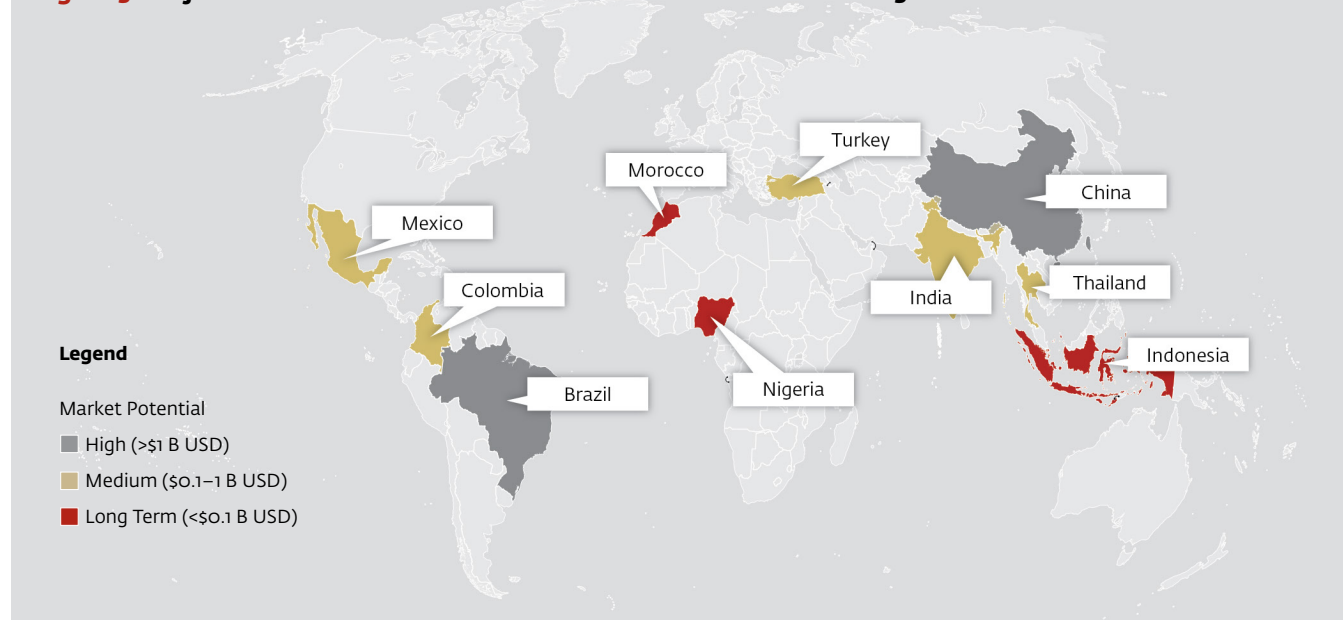 Turkey
Morocco
China
Mexico
Thailand
Colombia
India
Indonesia
Nigeria
Brazil
Legend
Market Potential
High (>$1 B USD)
Medium ($0.1–1 B USD)
Long Term (<$0.1 B USD)